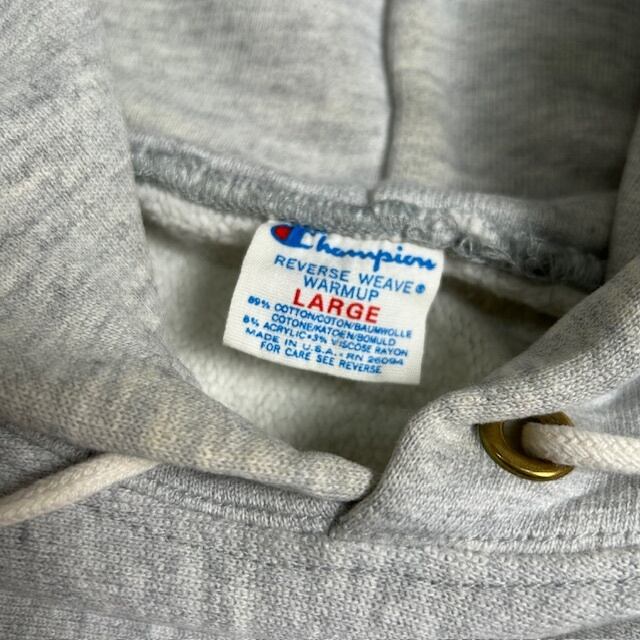 Champion
REVERSE WEAVE®
WARMUP
LARGE
89% COTTON/COTON/BAUMWOLLE
COTONE/KATOEN/BOMULD
8% ACRYLIC•3% VISCOSE RAYON
MADE IN U.S.A.-RN 26094
FOR CARE SEE REVERSE